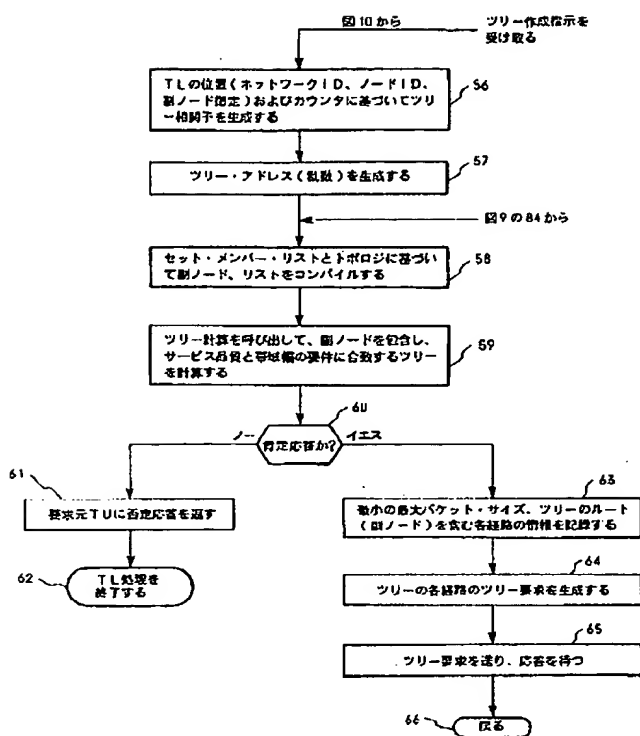 図10から
ツリー作成指示を
受け取る
TLの位置(ネットワークID、ノードID、
副ノード指定)およびカウンタに基づいてツリ
ー相関子を生成する
56
ツリー・アドレス(乱数)を生成する
57
図9の84から
セット・メンバー・リストとトポロジに基づい
て副ノード、リストをコンパイルする
58
ツリー計算を呼び出して、副ノードを包含し、
サービス品質と帯域幅の要件に合致するツリー
を計算する
59
60
肯定応答か?
ノー
イエス
61
要求元TUに否定応答を返す
62
TL処理を
終了する
63
最小の最大パケット・サイズ、ツリーのルート
(副ノード)を含む各経路の情報を記録する
64
ツリーの各経路のツリー要求を生成する
65
ツリー要求を送り、応答を待つ
66
戻る